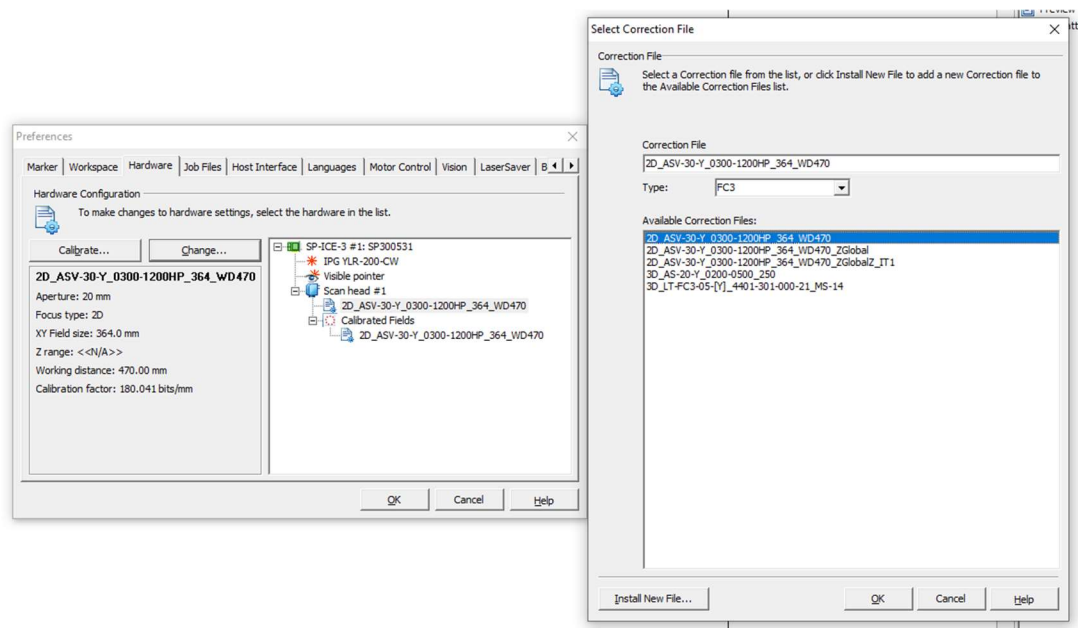 Preferences
Marker
Workspace
Hardware
Job Files
Host Interface
Languages
Motor Control
Vision
LaserSaver
B
Hardware Configuration
To make changes to hardware settings, select the hardware in the list.
Calibrate...
Change...
2D_ASV-30-Y_0300-1200HP_364_WD470
Aperture: 20 mm
Focus type: 2D
XY Field size: 364.0 mm
Z range: <<N/A>>
Working distance: 470.00 mm
Calibration factor: 180.041 bits/mm
SP-ICE-3 #1: SP300531
IPG YLR-200-CW
Visible pointer
Scan head #1
2D_ASV-30-Y_0300-1200HP_364_WD470
Calibrated Fields
2D_ASV-30-Y_0300-1200HP_364_WD470
OK
Cancel
Help
Select Correction File
Correction File
Select a Correction file from the list, or click Install New File to add a new Correction file to
the Available Correction Files list.
Correction File
2D_ASV-30-Y_0300-1200HP_364_WD470
Type:
FC3
Available Correction Files:
2D_ASV-30-Y_0300-1200HP_364_WD470
2D_ASV-30-Y_0300-1200HP_364_WD470_ZGlobal
2D_ASV-30-Y_0300-1200HP_364_WD470_ZGlobalZ_IT1
3D_AS-20-Y_0200-0500_250
3D_LT-FC3-05-[Y]_4401-301-000-21_MS-14
Install New File...
OK
Cancel
Help